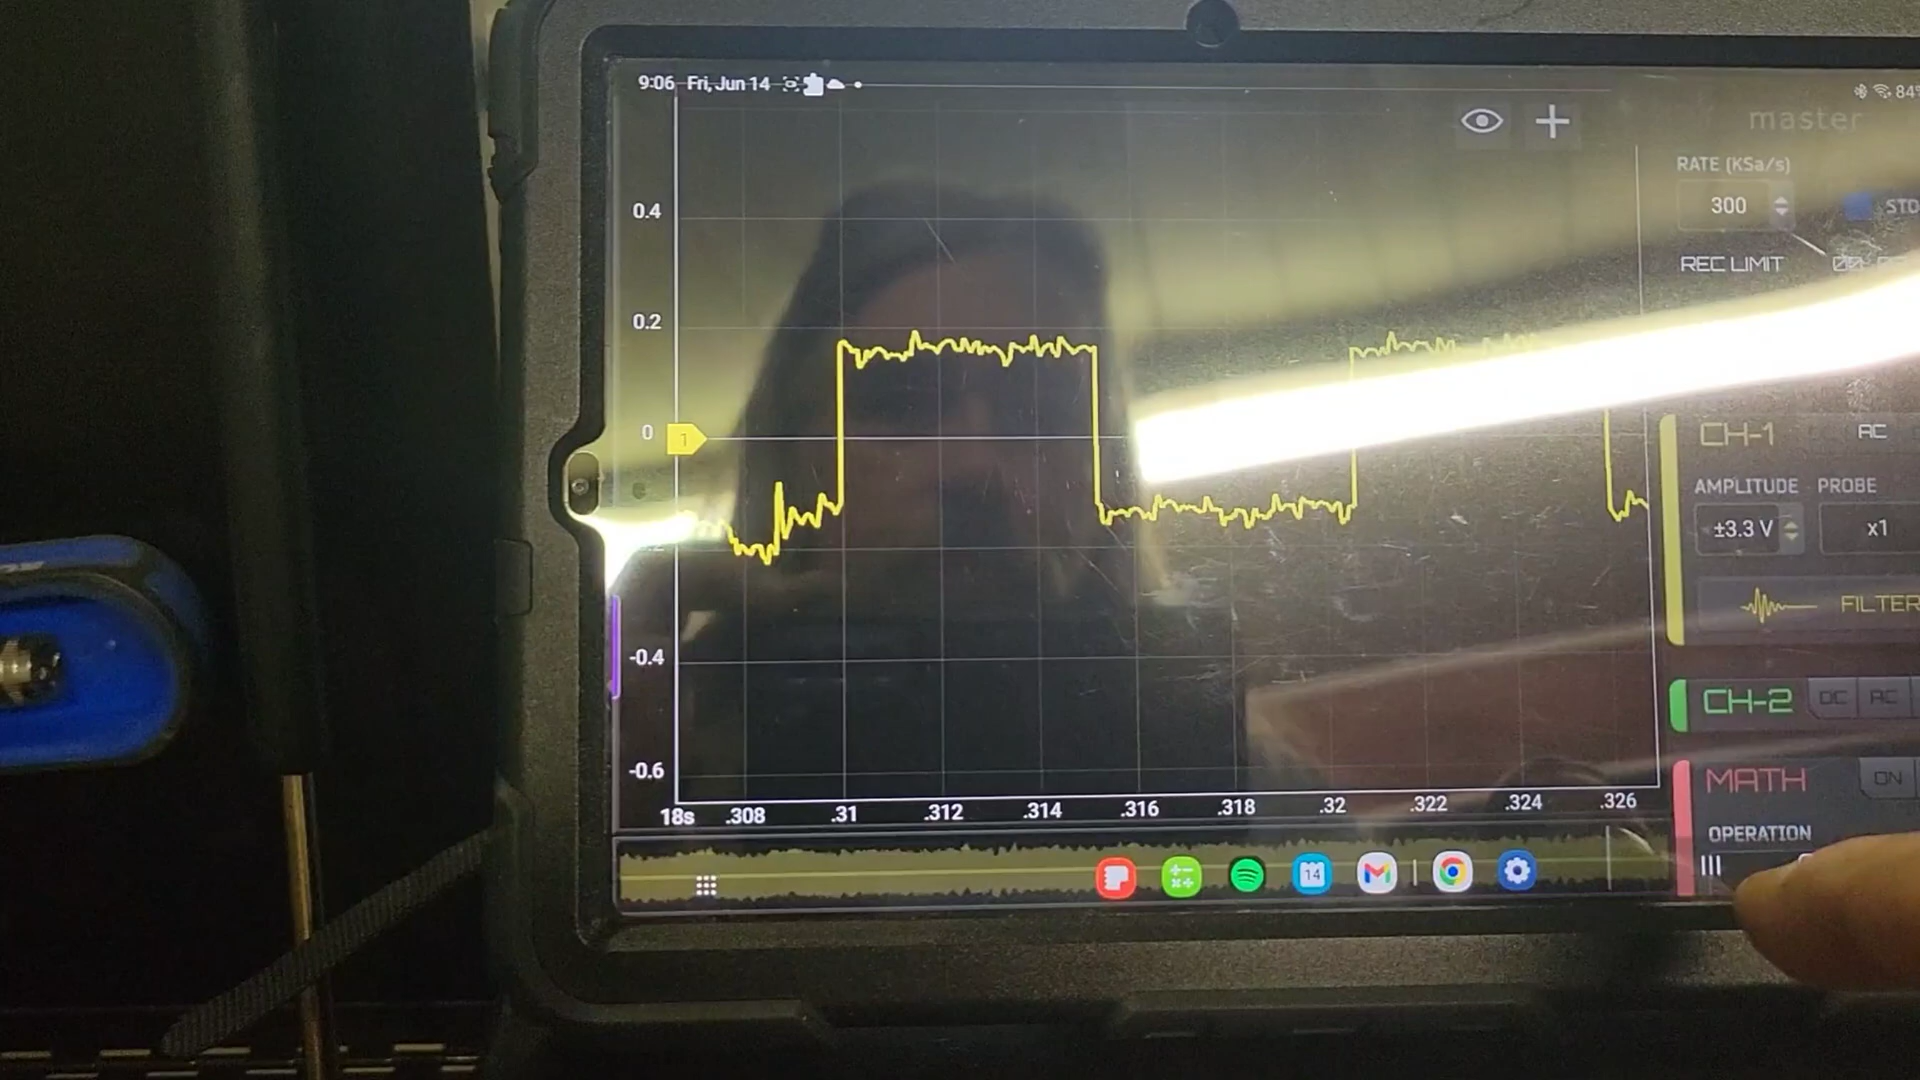 9:06 Fri, Jun 14
84%
master
RATE (KSa/s)
300
REC LIMIT
0.4
0.2
0
-0.4
-0.6
1
CH-1
AC
AMPLITUDE PROBE
±3.3 V
x1
FILTER
CH-2 DC AC
MATH ON
OPERATION
18s .308 .31 .312 .314 .316 .318 .32 .322 .324 .326
14